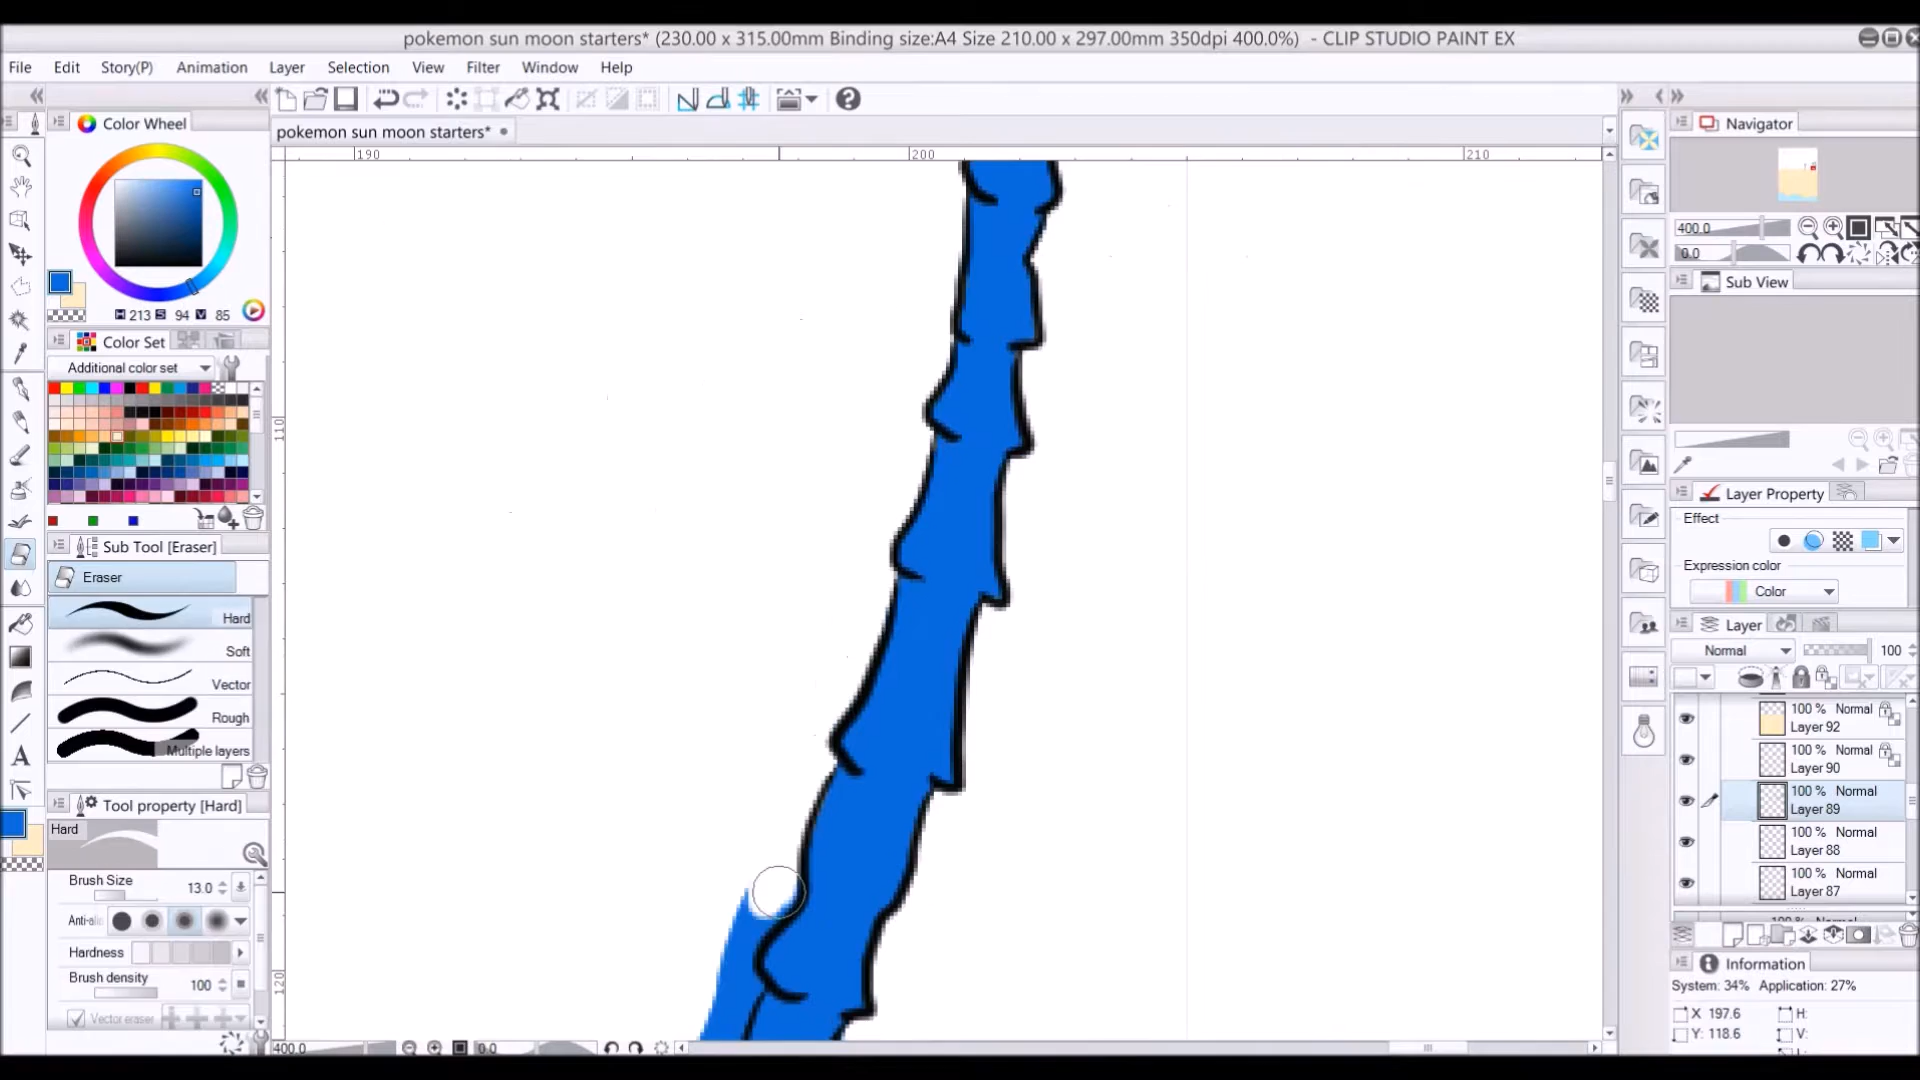 pokemon sun moon starters* (230.00 x 315.00mm Binding size:A4 Size 210.00 x 297.00mm 350dpi 400.0%) - CLIP STUDIO PAINT EX
File Edit Story(P) Animation Layer Selection View Filter Window Help
Color Wheel
pokemon sun moon starters*
Navigator
190 200 210
400.0
0.0
Sub View
H 213 S 94 V 85
Color Set
Additional color set
110
Layer Property
Effect
Sub Tool [Eraser]
Expression color
Eraser
Color
Hard
Layer
Soft
Normal 100
Vector
Rough
100 % Normal
Layer 92
Multiple layers
100 % Normal
Layer 90
100 % Normal
Layer 89
Tool property [Hard]
Hard
100 % Normal
Layer 88
Brush Size 13.0
100 % Normal
Layer 87
Anti-ali
Hardness
Brush density 100
120
Information
System: 34% Application: 27%
Vector eraser
X 197.6 H:
Y: 118.6 V:
400.0 0.0